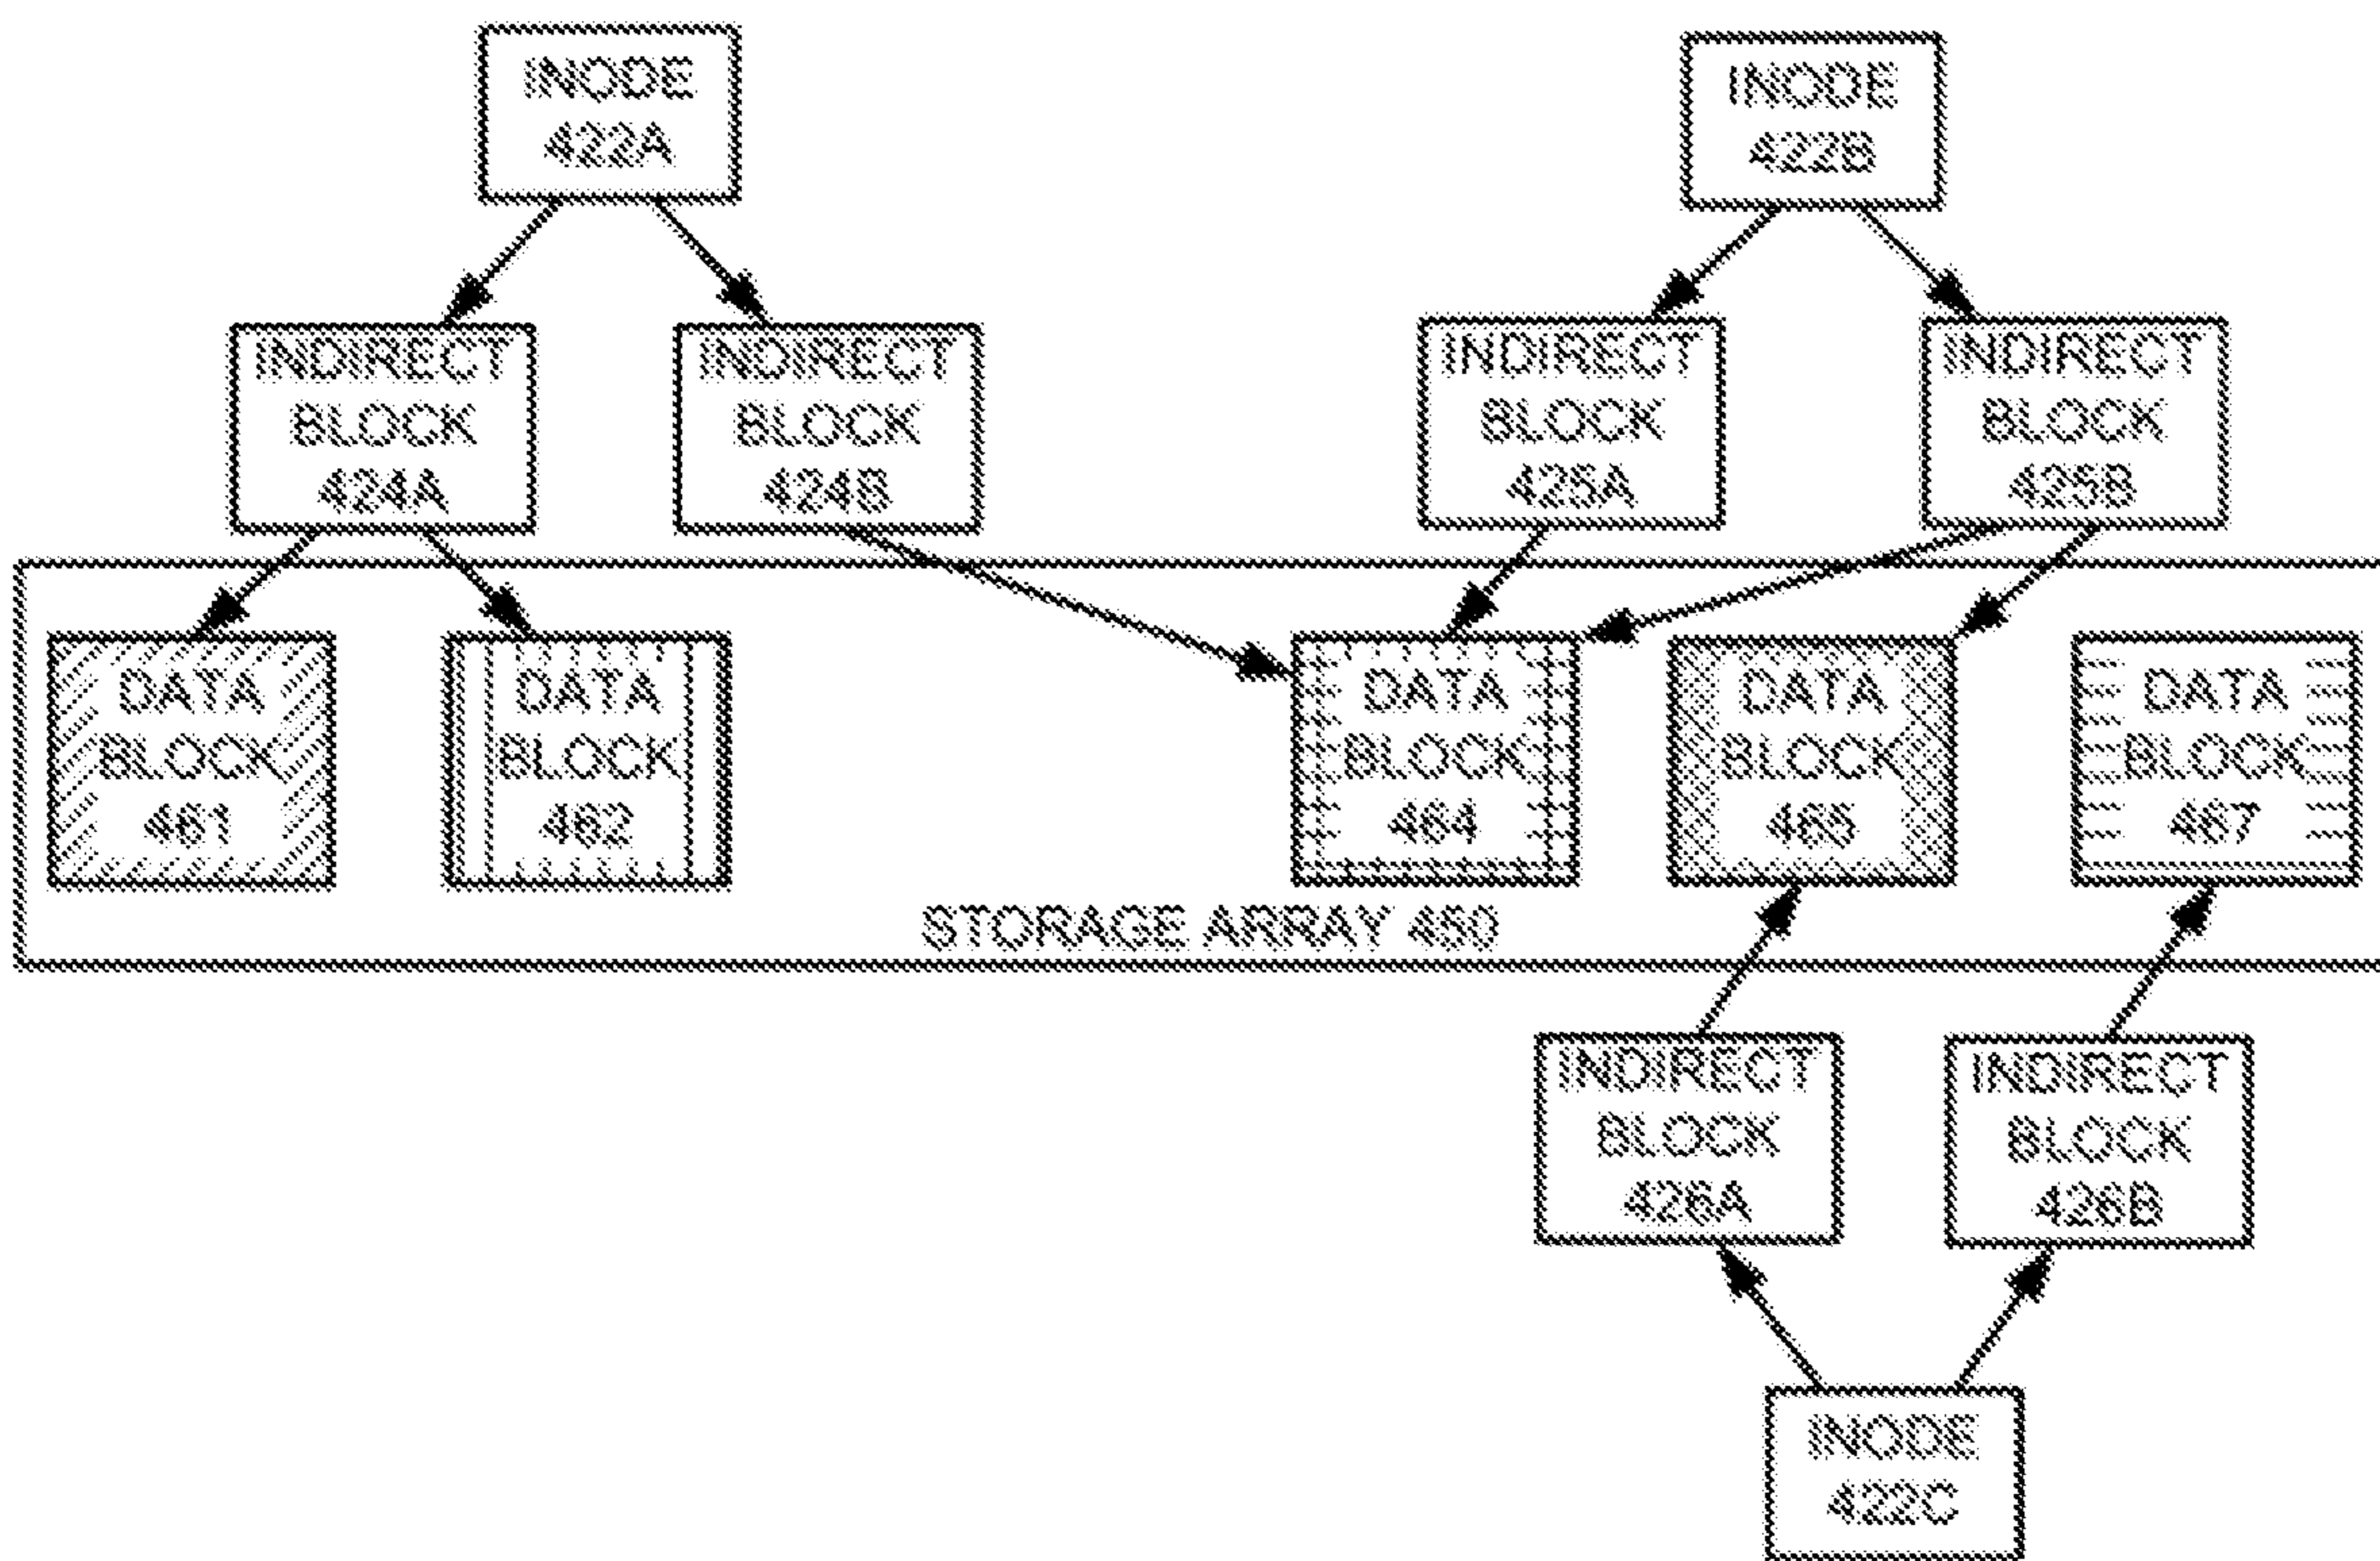 INODE
422A
INODE
422B
INDIRECT
BLOCK
424A
INDIRECT
BLOCK
424B
INDIRECT
BLOCK
425A
INDIRECT
BLOCK
425B
DATA
BLOCK
461
DATA
BLOCK
462
DATA
BLOCK
464
DATA
BLOCK
465
DATA
BLOCK
467
STORAGE ARRAY 450
INDIRECT
BLOCK
426A
INDIRECT
BLOCK
426B
INODE
422C